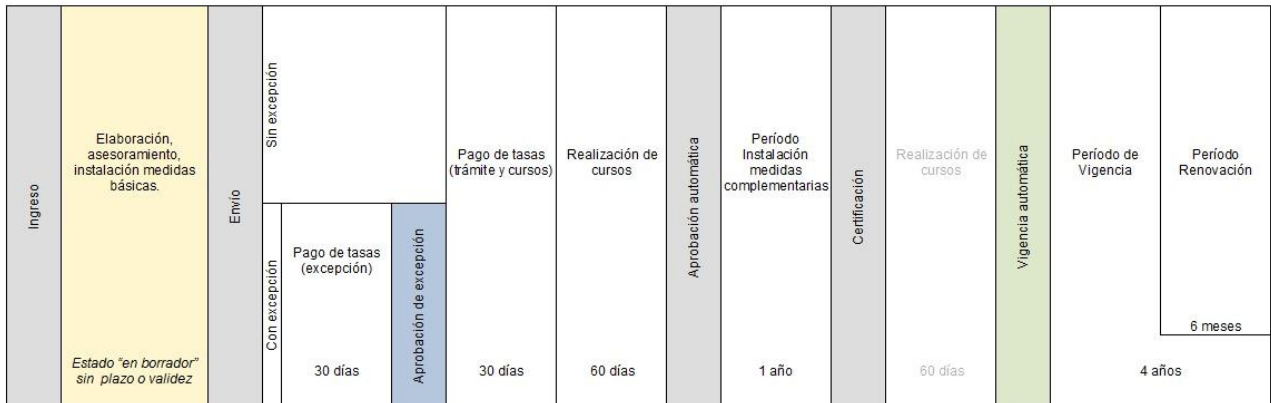 Ingreso
Elaboración,
asesoramiento,
instalación medidas
básicas.
Estado "en borrador"
sin plazo o validez
Envío
Sin excepción
Con excepción
Pago de tasas
(excepción)
30 días
Aprobación de excepción
Pago de tasas
(trámite y cursos)
30 días
Realización de
cursos
60 días
Aprobación automática
Período
Instalación
medidas
complementarias
1 año
Certificación
Realización de
cursos
60 días
Vigencia automática
Período de
Vigencia
Período
Renovación
6 meses
4 años